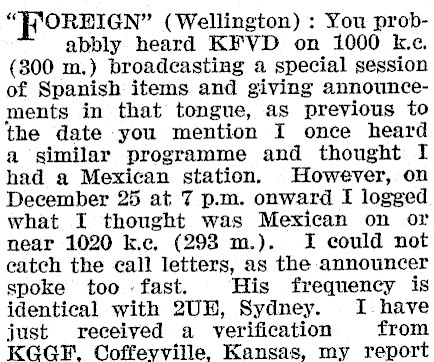 "FOREIGN" (Wellington) : You prob-
abbly heard KFVD on 1000 k.c.
(300 m.) broadcasting a special session
of Spanish items and giving announce-
ments in that tongue, as previous to
the date you mention I once heard
a similar programme and thought I
had a Mexican station. However, on
December 25 at 7 p.m. onward I logged
what I thought was Mexican on or
near 1020 k.c. (293 m.). I could not
catch the call letters, as the announcer
spoke too fast. His frequency is
identical with 2UE, Sydney. I have
just received a verification from
KGGF, Coffeyville, Kansas, my report